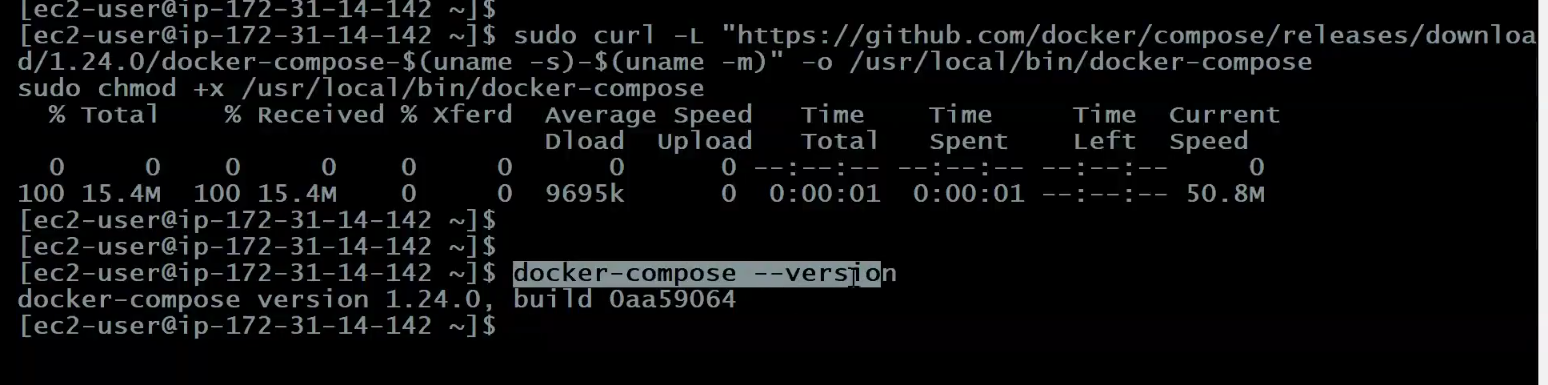 [ec2-user@ip-172-31-14-142 ~]$
[ec2-user@ip-172-31-14-142 ~]$ sudo curl -L "https://github.com/docker/compose/releases/downloa
d/1.24.0/docker-compose-$(uname -s)-$(uname -m)" -o /usr/local/bin/docker-compose
sudo chmod +x /usr/local/bin/docker-compose
  % Total    % Received % Xferd  Average Speed   Time    Time     Time  Current
                                 Dload  Upload   Total   Spent    Left  Speed
  0     0    0     0    0     0      0      0 --:--:-- --:--:-- --:--:--     0
100 15.4M  100 15.4M    0     0  9695k      0  0:00:01  0:00:01 --:--:-- 50.8M
[ec2-user@ip-172-31-14-142 ~]$
[ec2-user@ip-172-31-14-142 ~]$
[ec2-user@ip-172-31-14-142 ~]$ docker-compose --version
docker-compose version 1.24.0, build 0aa59064
[ec2-user@ip-172-31-14-142 ~]$